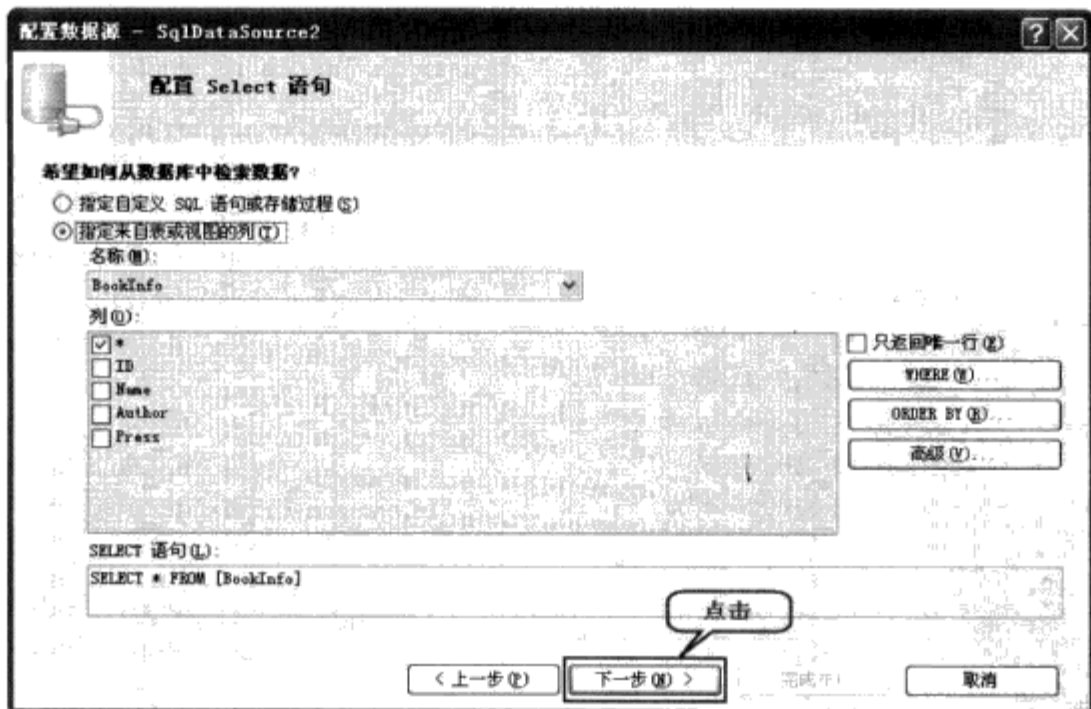 配置数据源 - SqlDataSource2
配置 Select 语句
希望如何从数据库中检索数据?
指定自定义 SQL 语句或存储过程(S)
指定来自表或视图的列(T)
名称(M):
BookInfo
列(O):
*
ID
Name
Author
Press
只返回唯一行(E)
WHERE(W)...
ORDER BY(R)...
高级(V)...
SELECT 语句(L):
SELECT * FROM [BookInfo]
点击
< 上一步(P)
下一步(N) >
完成(F)
取消